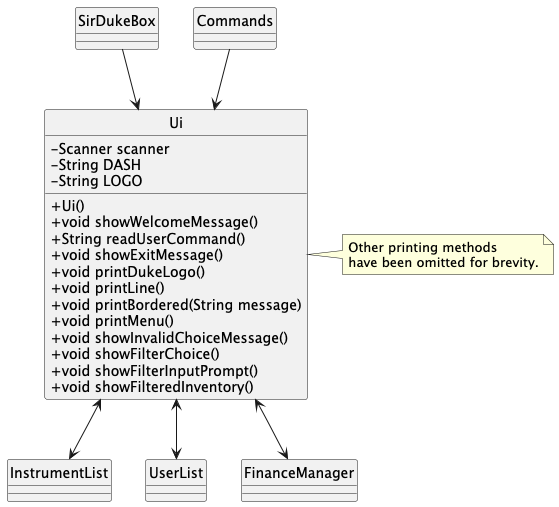 SirDukeBox
Commands
Ui
-Scanner scanner
-String DASH
-String LOGO
+Ui()
+void showWelcomeMessage()
+String readUserCommand()
+void showExitMessage()
+void printDukeLogo()
+void printLine()
+void printBordered(String message)
+void printMenu()
+void showInvalidChoiceMessage()
+void showFilterChoice()
+void showFilterInputPrompt()
+void showFilteredInventory()
Other printing methods
have been omitted for brevity.
InstrumentList
UserList
FinanceManager